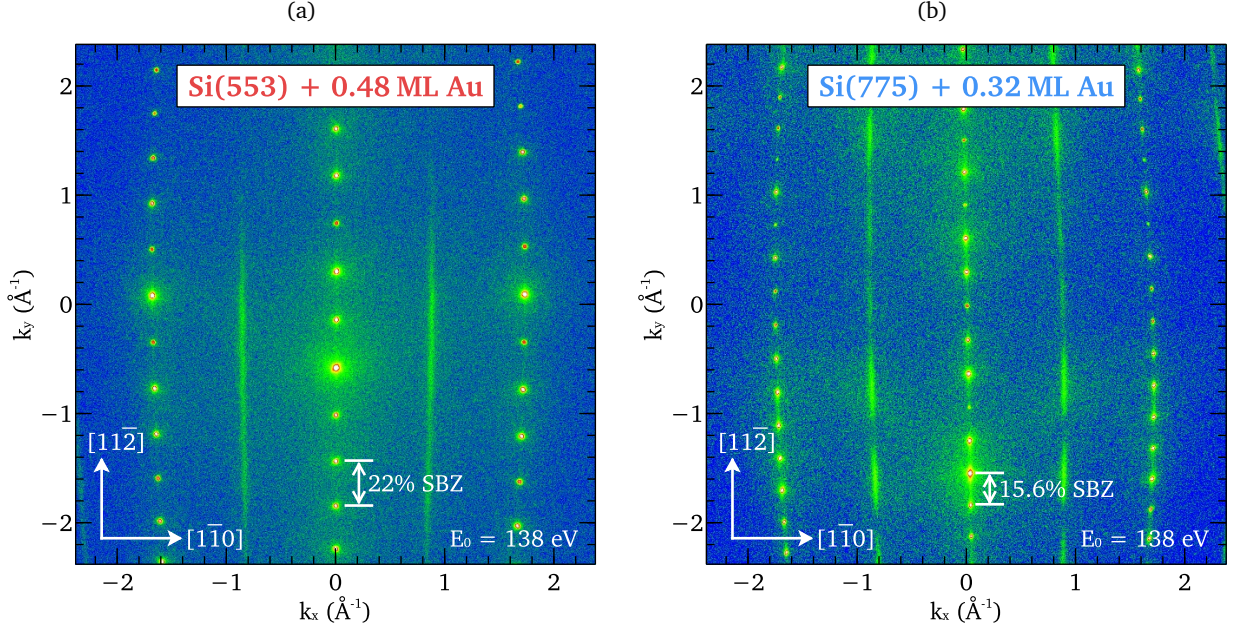 (a)
(b)
Si(553) + 0.48 ML Au
Si(775) + 0.32 ML Au
2
1
0
−1
−2
2
1
0
−1
−2
kᵧ (Å⁻¹)
kᵧ (Å⁻¹)
[112̅]
22% SBZ
[11̅0]
E₀ = 138 eV
[112̅]
15.6% SBZ
[11̅0]
E₀ = 138 eV
−2 −1 0 1 2
−2 −1 0 1 2
kₓ (Å⁻¹)
kₓ (Å⁻¹)